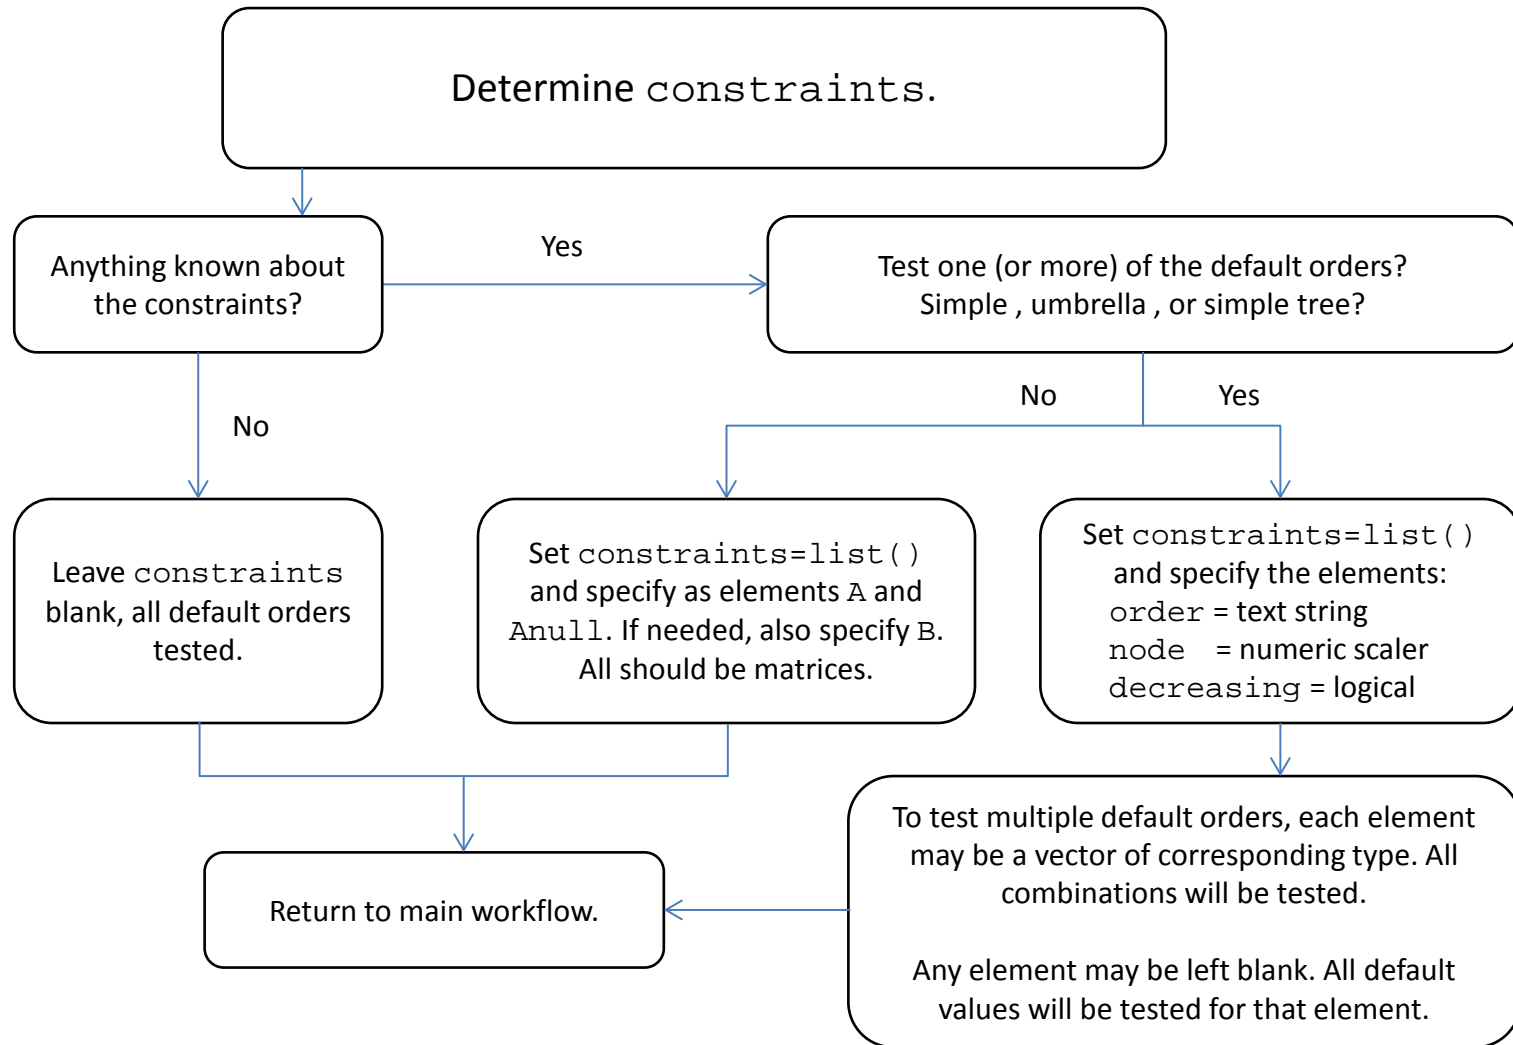 Determine constraints.
Anything known about
the constraints?
Yes
Test one (or more) of the default orders?
Simple , umbrella , or simple tree?
No
No
Yes
Leave constraints
blank, all default orders
tested.
Set constraints=list()
and specify as elements A and
Anull. If needed, also specify B.
All should be matrices.
Set constraints=list()
and specify the elements:
order = text string
node = numeric scaler
decreasing = logical
Return to main workflow.
To test multiple default orders, each element
may be a vector of corresponding type. All
combinations will be tested.
Any element may be left blank. All default
values will be tested for that element.